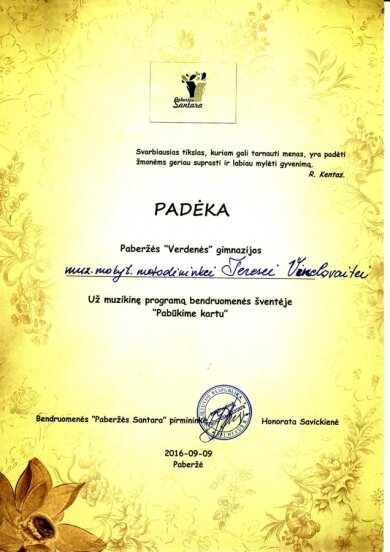 Paberžės
Santara
Svarbiausias tikslas, kuriam gali tarnauti menas, yra padėti
žmonėms geriau suprasti ir labiau mylėti gyvenimą.
R. Kentas.
PADĖKA
Paberžės "Verdenės" gimnazijos
muz. mokyt. metodininkei Teresei
Už muzikinę programą bendruomenės šventėje
"Pabūkime kartu"
LIETUVOS RESPUBLIKA
Bendruomenės "Paberžės Santara" pirmininkė Honorata Savickienė
2016-09-09
Paberžė